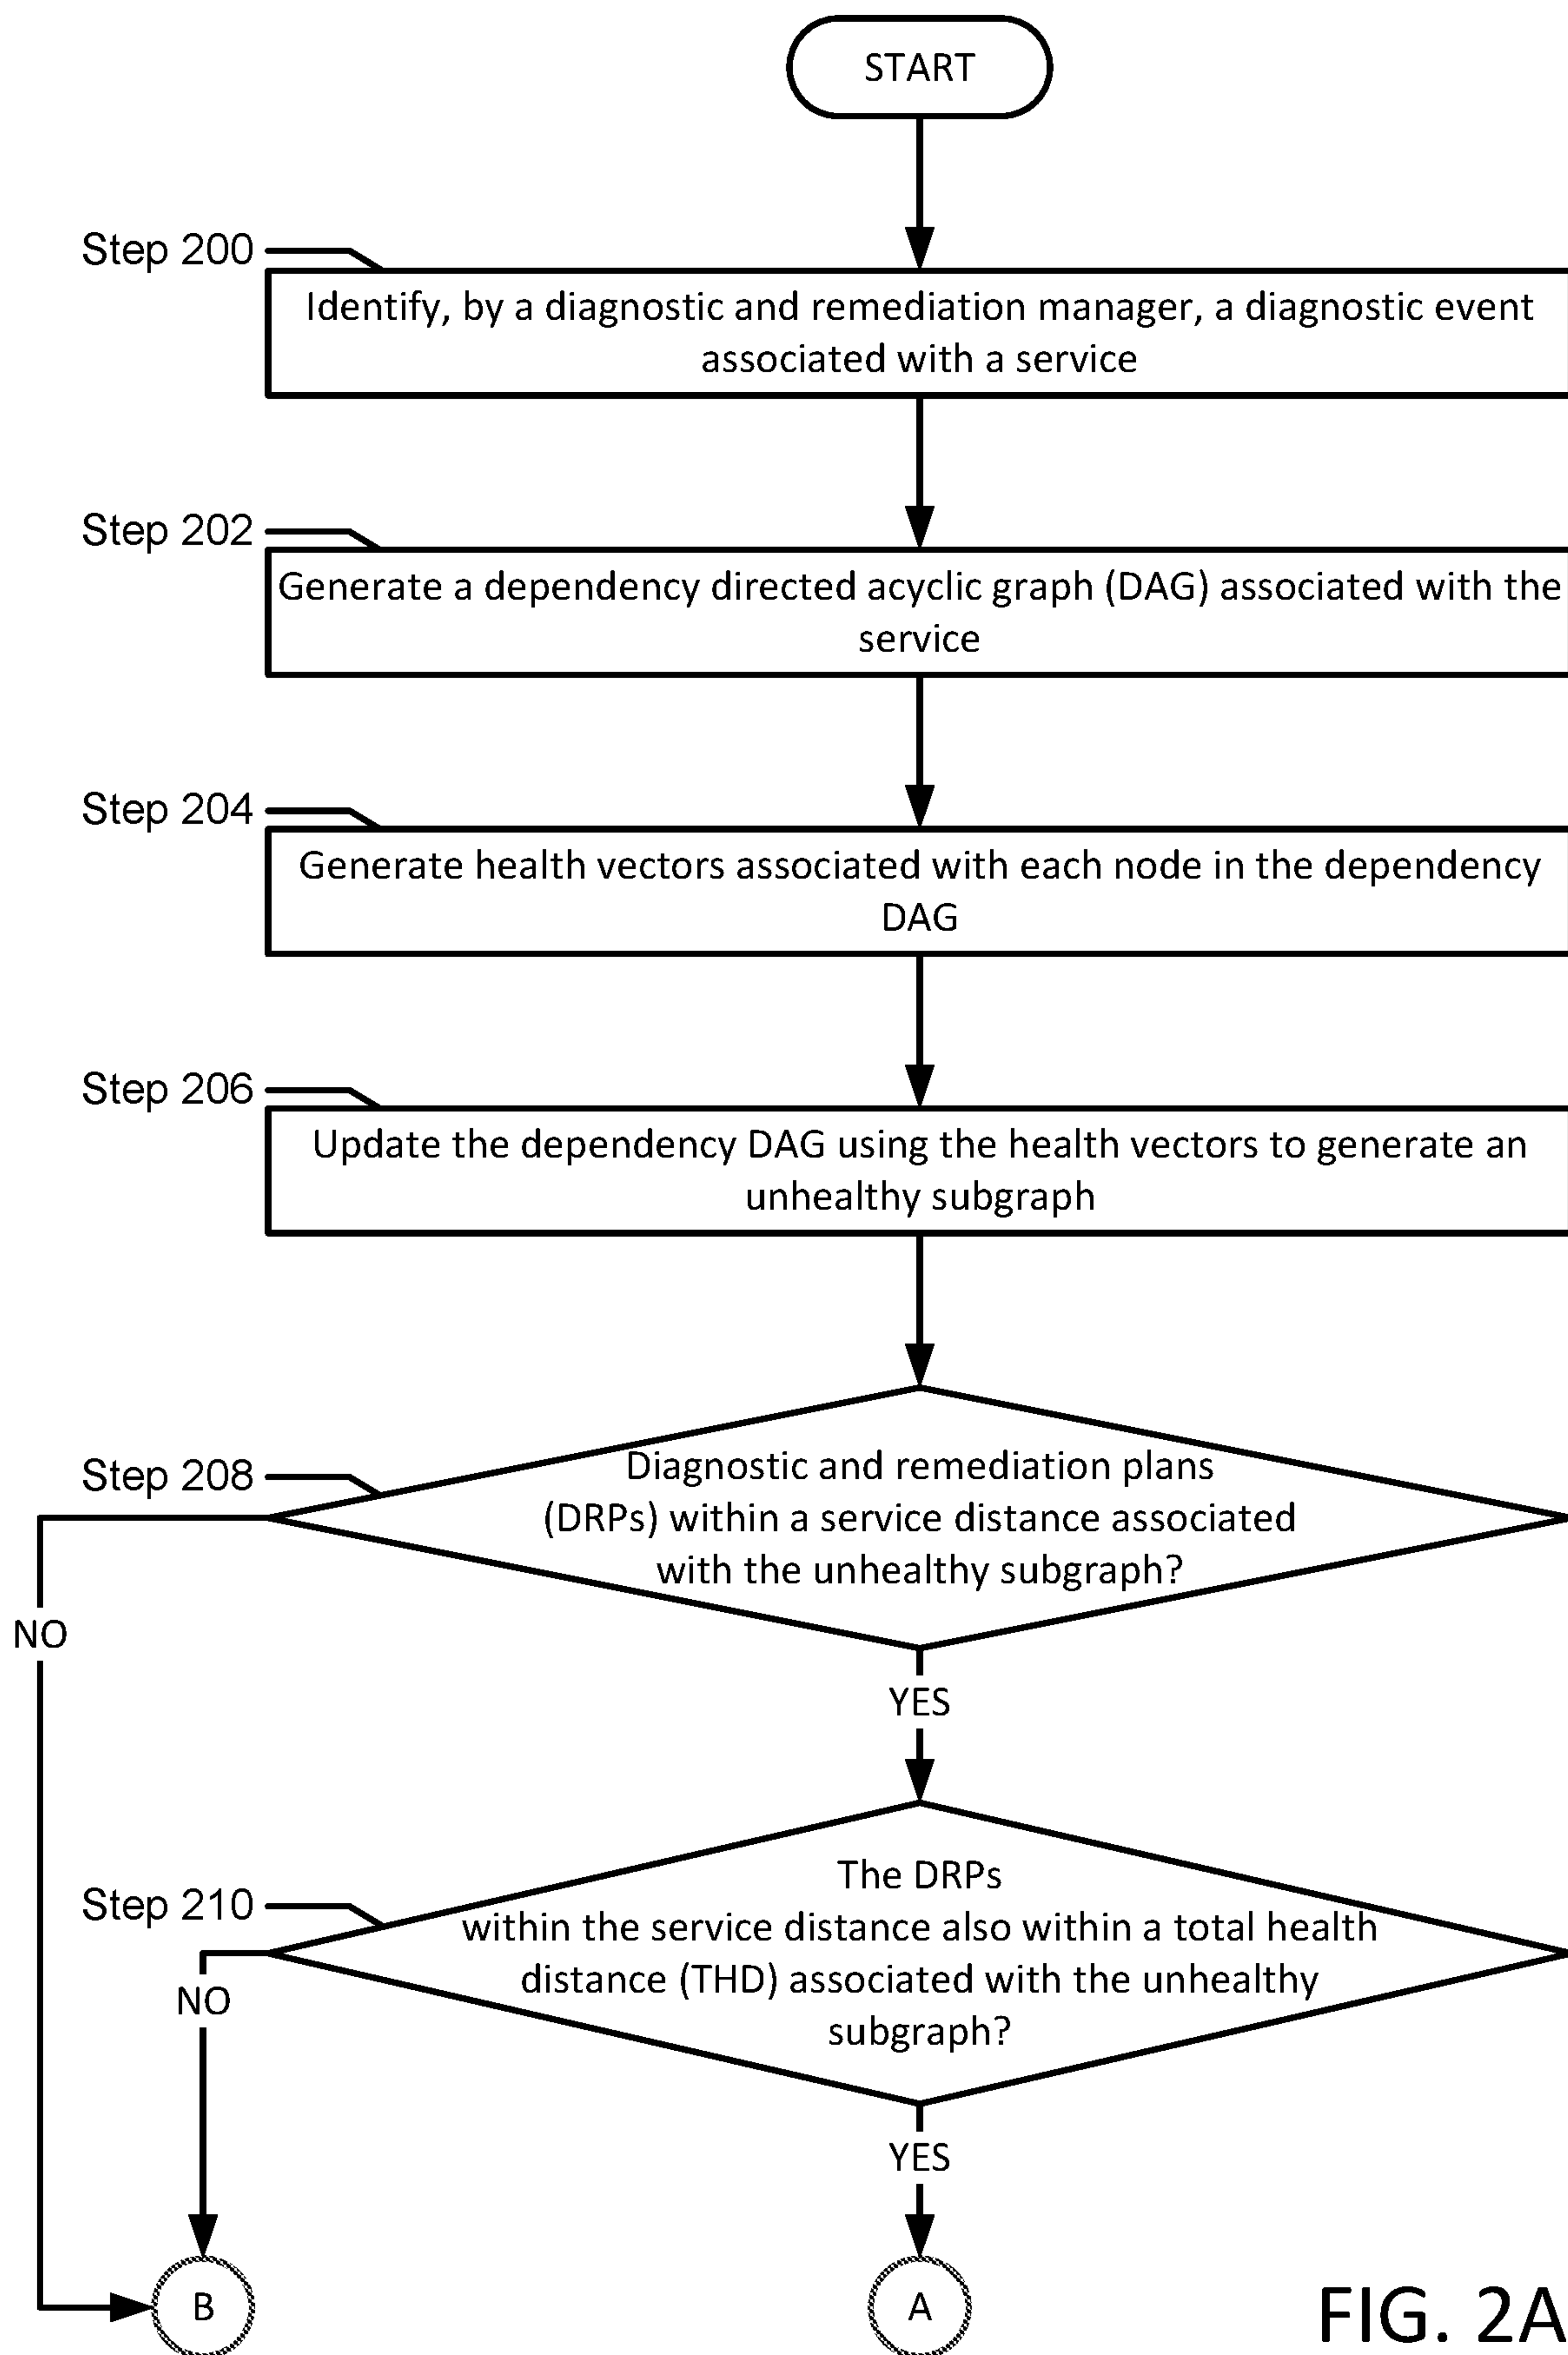 START
Step 200
Identify, by a diagnostic and remediation manager, a diagnostic event
associated with a service
Step 202
Generate a dependency directed acyclic graph (DAG) associated with the
service
Step 204
Generate health vectors associated with each node in the dependency
DAG
Step 206
Update the dependency DAG using the health vectors to generate an
unhealthy subgraph
Step 208
Diagnostic and remediation plans
(DRPs) within a service distance associated
with the unhealthy subgraph?
NO
YES
Step 210
The DRPs
within the service distance also within a total health
distance (THD) associated with the unhealthy
subgraph?
NO
YES
B
A
FIG. 2A